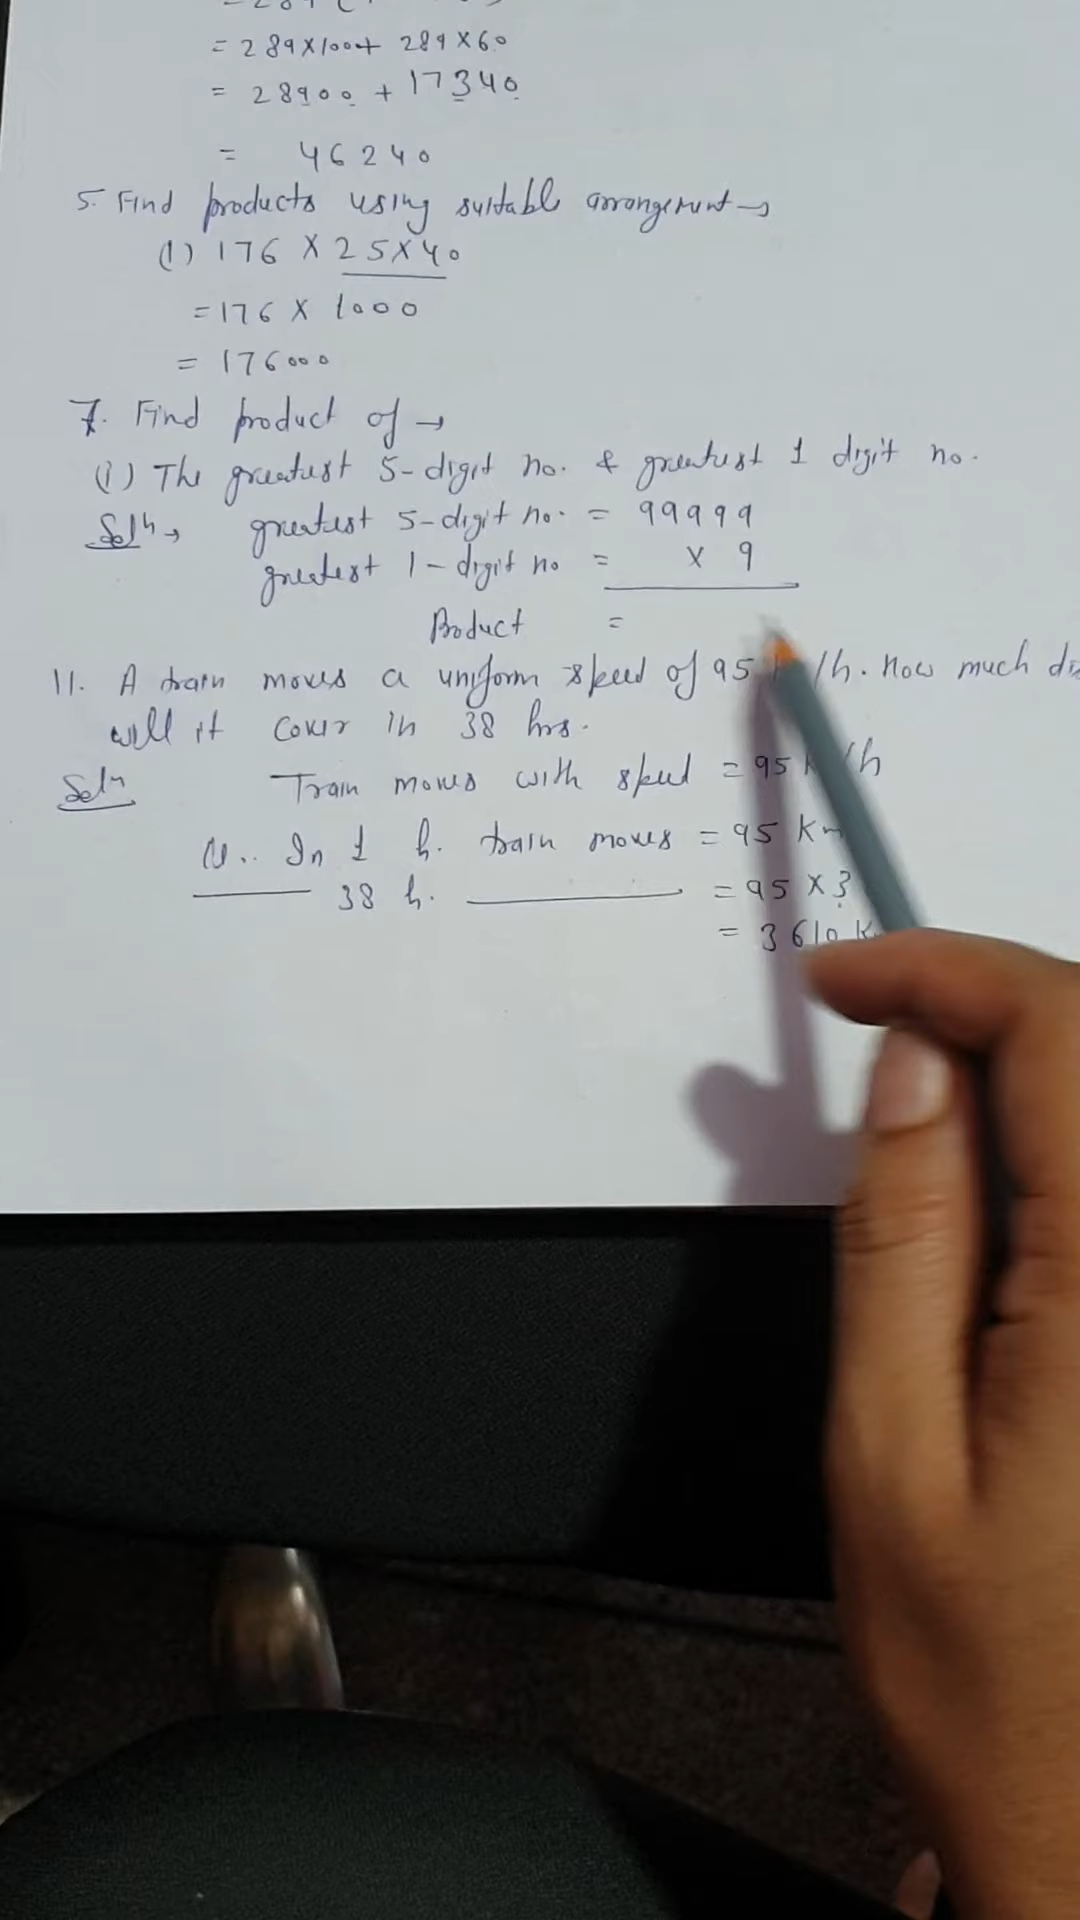 = 289×100+ 289×60
= 28900 + 17340
= 46240
5. Find products using suitable arrangement→
(1) 176 × 25×40
=176 × 1000
= 176000
7. Find product of →
(1) The greatest 5-digit no. & greatest 1 digit no.
Solⁿ→ greatest 5-digit no. = 99999
greatest 1-digit no = × 9
Product =
11. A train moves a uniform speed of 95 /h. How much
will it cover in 38 hrs.
Solⁿ Train moves with speed = 95 K /h
In 1 h. train moves = 95 Km
38 h. = 95 × 3
= 3610 K